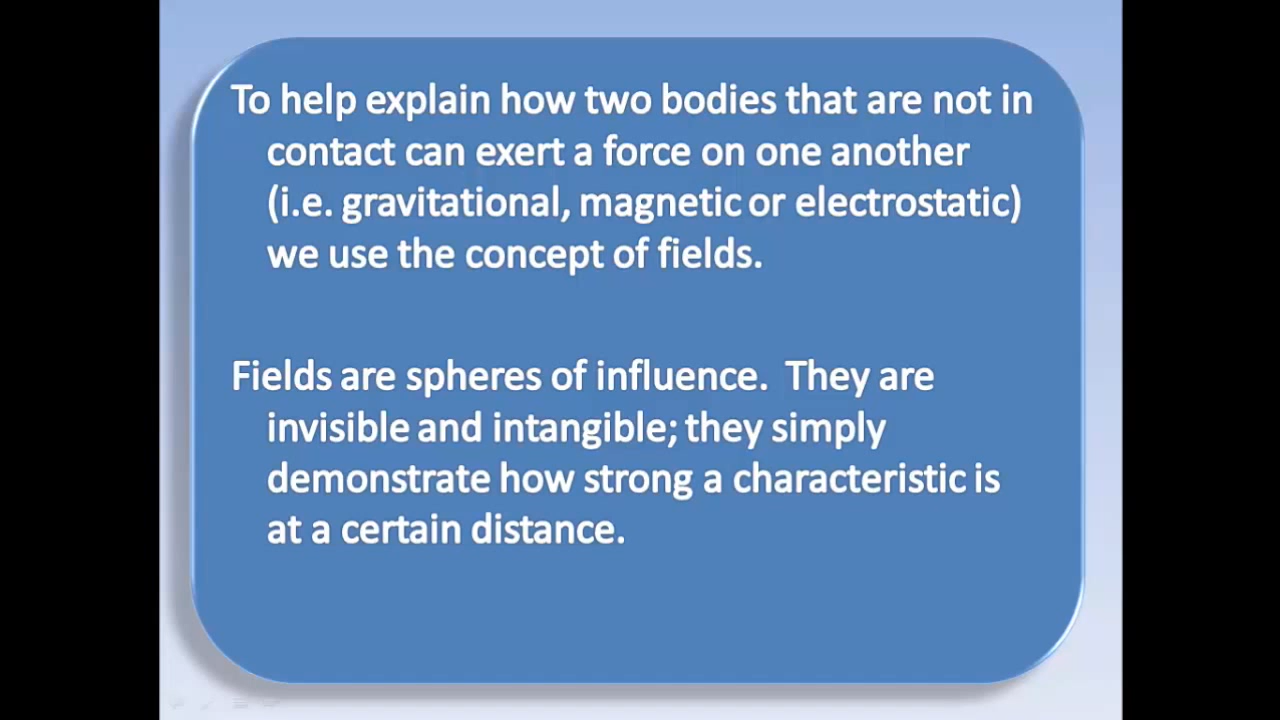 To help explain how two bodies that are not in
contact can exert a force on one another
(i.e. gravitational, magnetic or electrostatic)
we use the concept of fields.
Fields are spheres of influence.  They are
invisible and intangible; they simply
demonstrate how strong a characteristic is
at a certain distance.